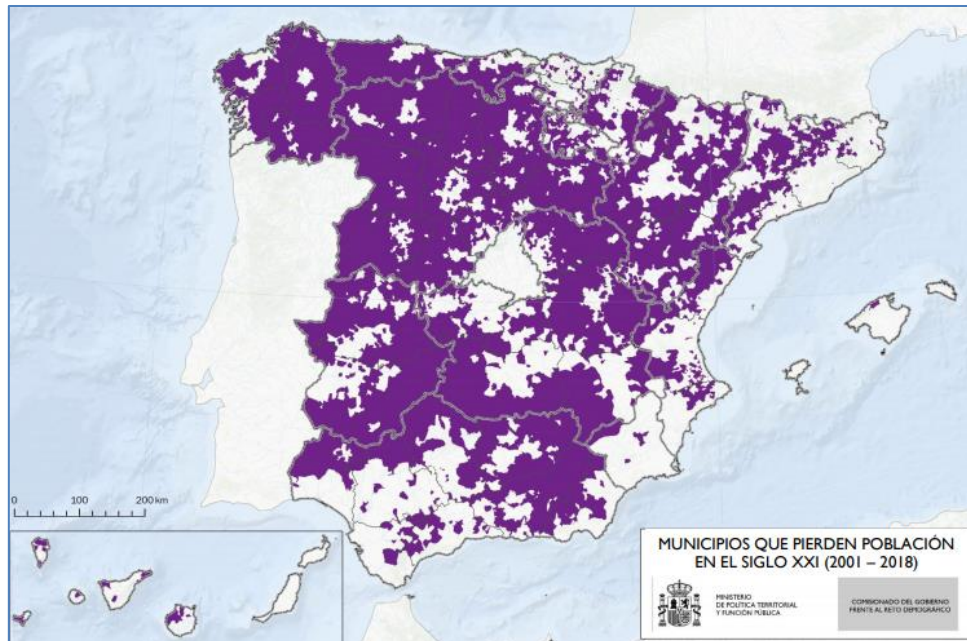 0 100 200 km
MUNICIPIOS QUE PIERDEN POBLACIÓN
EN EL SIGLO XXI (2001 – 2018)
MINISTERIO
DE POLÍTICA TERRITORIAL
Y FUNCIÓN PÚBLICA
COMISIONADO DEL GOBIERNO
FRENTE AL RETO DEMOGRÁFICO